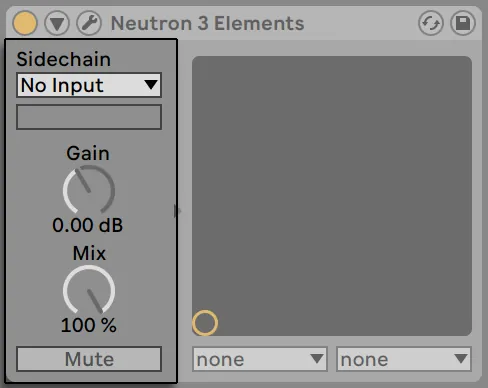 Neutron 3 Elements
Sidechain
No Input
Gain
0.00 dB
Mix
100 %
Mute
none none